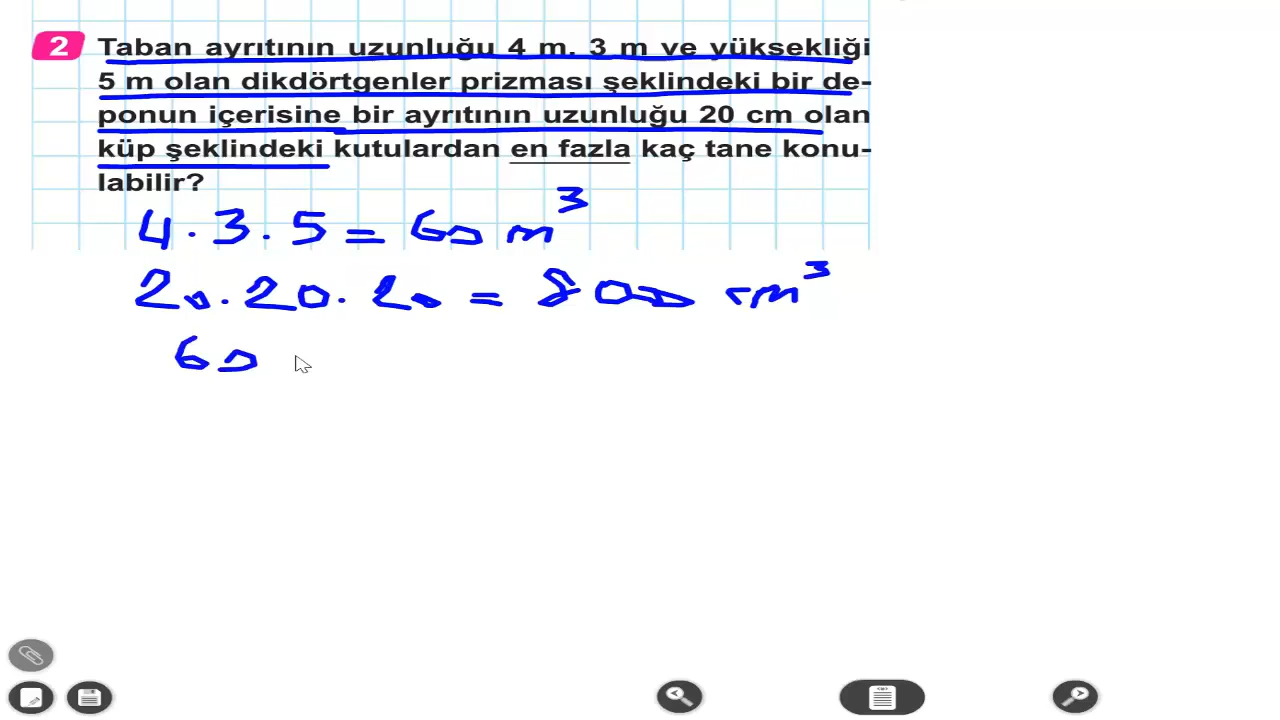 2 Taban ayrıtının uzunluğu 4 m. 3 m ve yüksekliği
5 m olan dikdörtgenler prizması şeklindeki bir de-
ponun içerisine bir ayrıtının uzunluğu 20 cm olan
küp şeklindeki kutulardan en fazla kaç tane konu-
labilir?
4 . 3 . 5 = 60 m³
20 . 20 . 20 = 8000 cm³
60